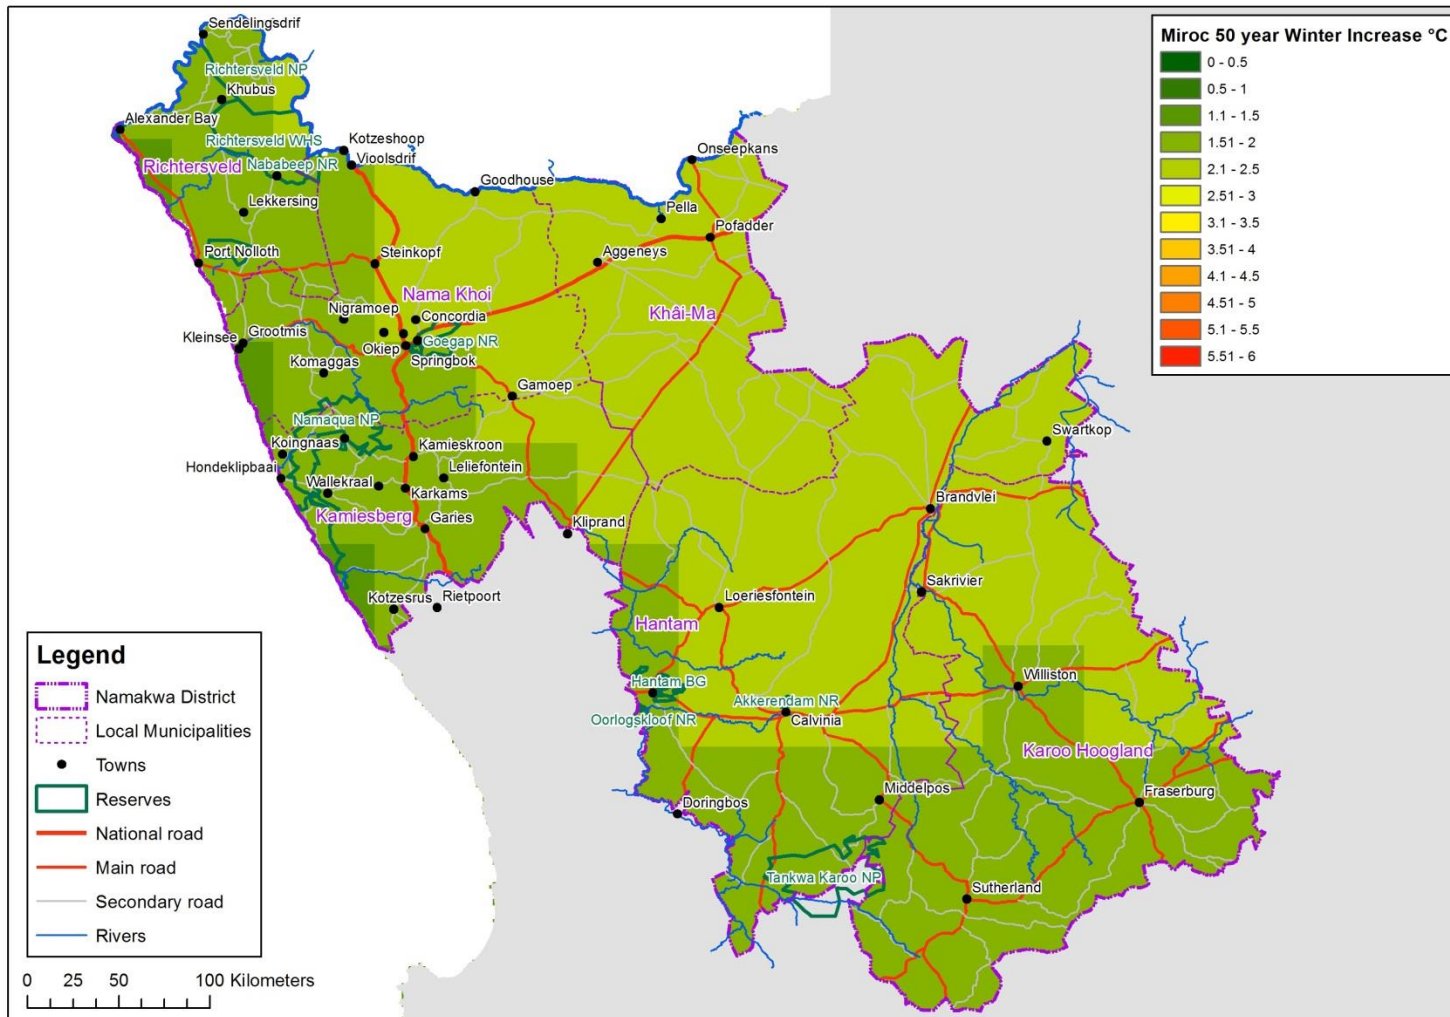 Miroc 50 year Winter Increase °C
0 - 0.5
0.5 - 1
1.1 - 1.5
1.51 - 2
2.1 - 2.5
2.51 - 3
3.1 - 3.5
3.51 - 4
4.1 - 4.5
4.51 - 5
5.1 - 5.5
5.51 - 6
Sendelingsdrif
Richtersveld NP
Khubus
Alexander Bay
Richtersveld WHS
Kotzeshoop
Richtersveld
Nababeep NR
Vioolsdrif
Onseepkans
Goodhouse
Lekkersing
Pella
Pofadder
Port Nolloth
Steinkopf
Aggeneys
Nama Khoi
Khâi-Ma
Nigramoep
Concordia
Kleinsee
Grootmis
Okiep
Goegap NR
Springbok
Komaggas
Gamoep
Namaqua NP
Koingnaas
Kamieskroon
Swartkop
Hondeklipbaai
Wallekraal
Leliefontein
Karkams
Brandvlei
Kamiesberg
Garies
Kliprand
Sakrivier
Kotzesrus
Rietpoort
Loeriesfontein
Hantam
Hantam BG
Williston
Akkerendam NR
Oorlogskloof NR
Calvinia
Karoo Hoogland
Middelpos
Fraserburg
Doringbos
Tankwa Karoo NP
Sutherland
Legend
Namakwa District
Local Municipalities
Towns
Reserves
National road
Main road
Secondary road
Rivers
0 25 50 100 Kilometers